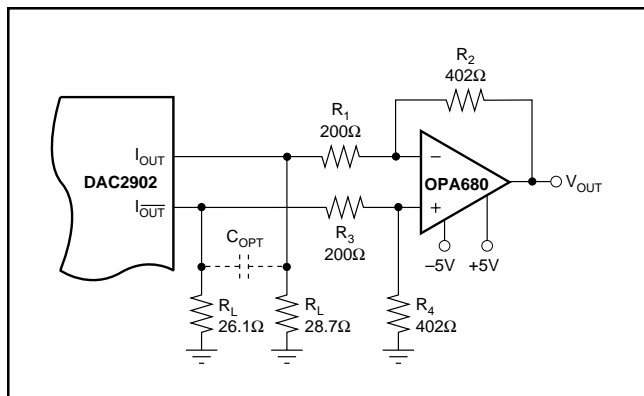 R2
402Ω
R1
200Ω
IOUT
–
DAC2902
OPA680
VOUT
IOUT
+
R3
200Ω
COPT
–5V
+5V
RL
26.1Ω
RL
28.7Ω
R4
402Ω